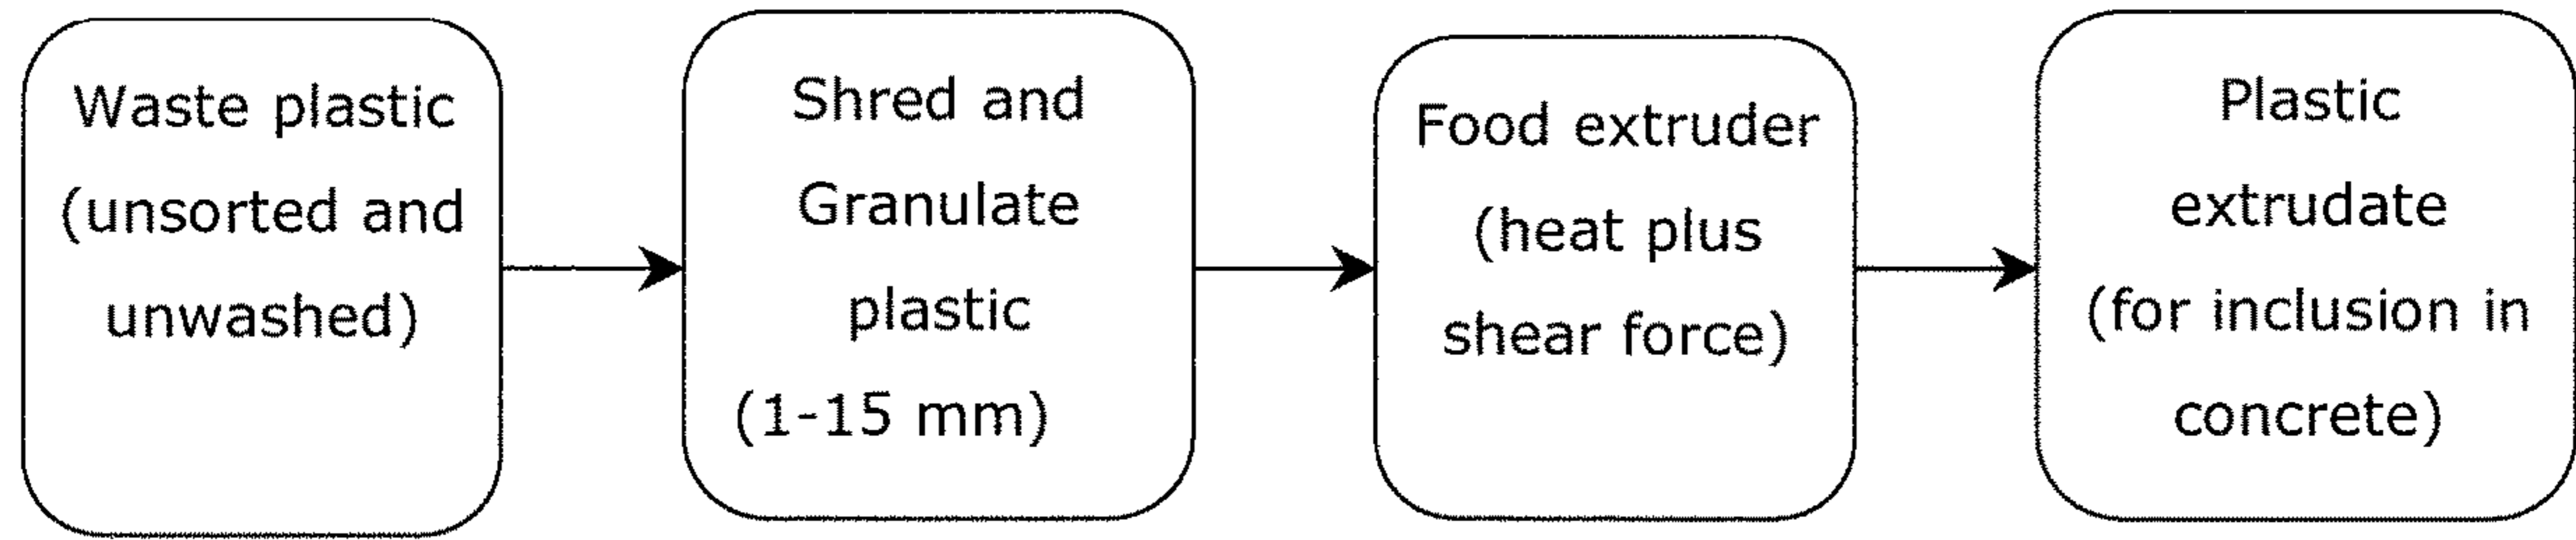 Waste plastic
(unsorted and
unwashed)
Shred and
Granulate
plastic
(1-15 mm)
Food extruder
(heat plus
shear force)
Plastic
extrudate
(for inclusion in
concrete)